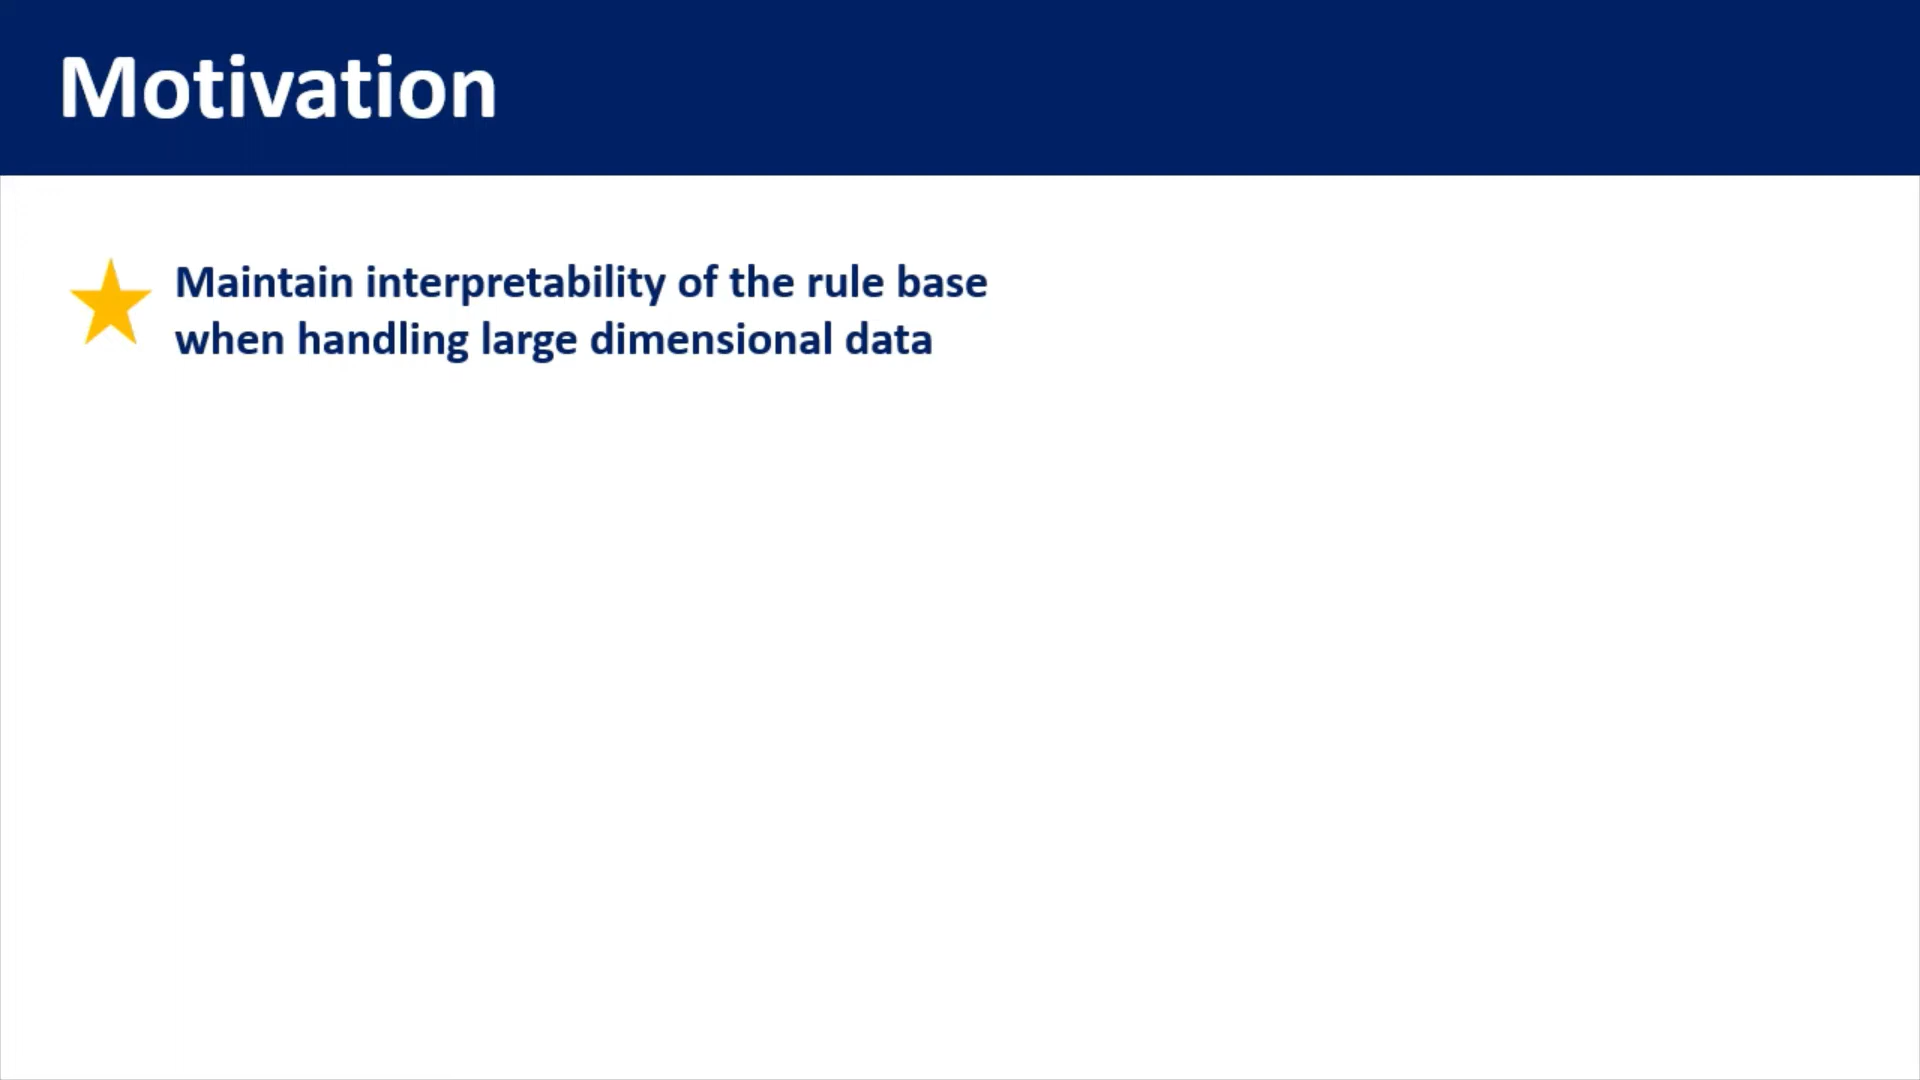 Motivation
Maintain interpretability of the rule base
when handling large dimensional data